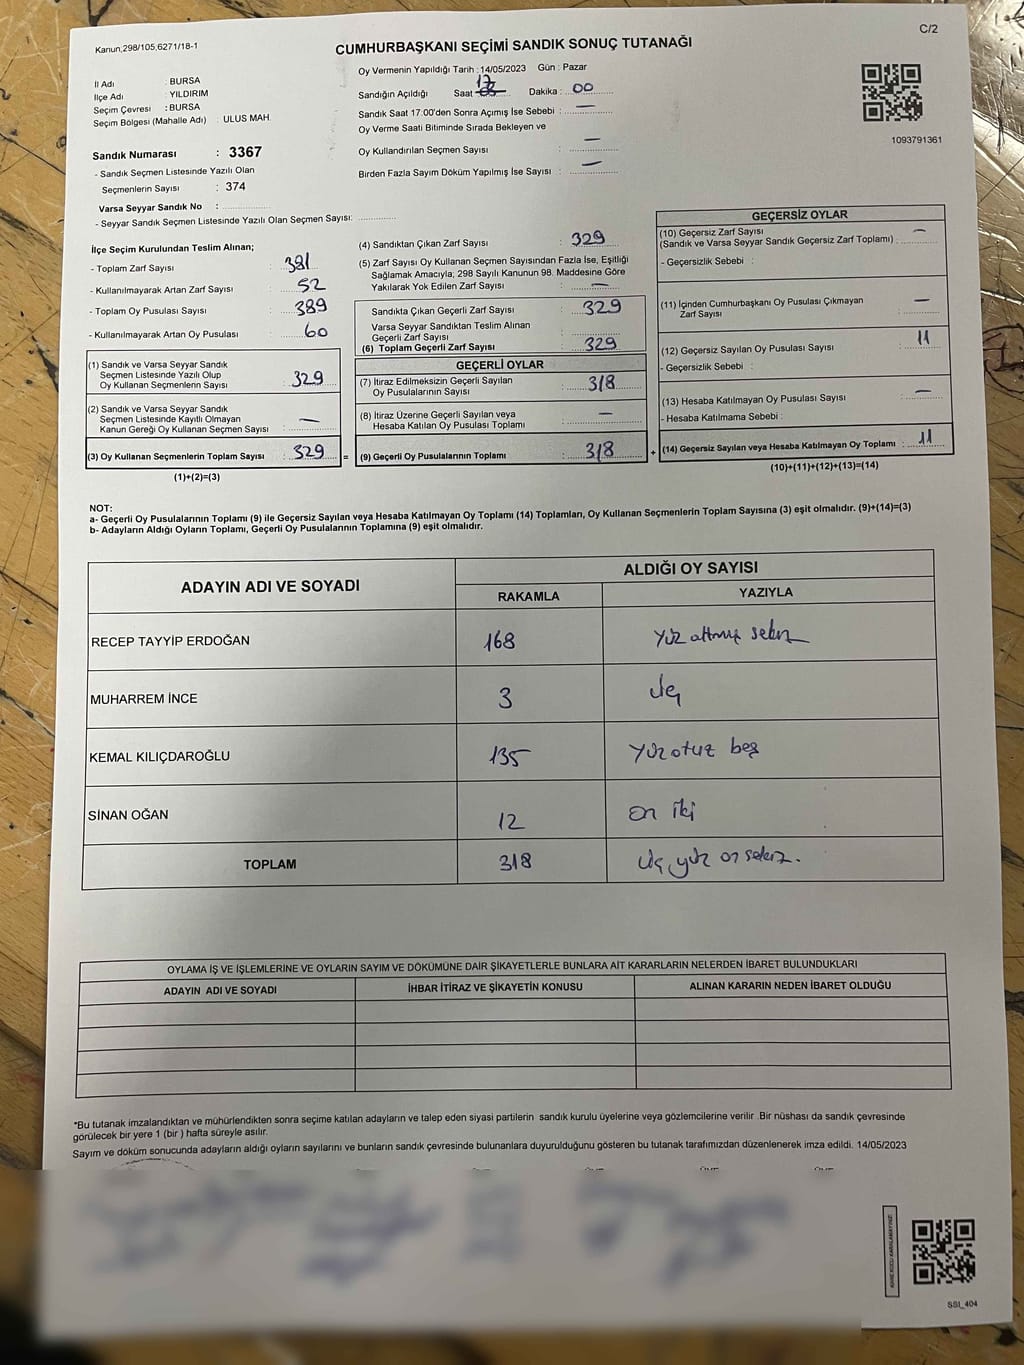 Kanun,298/105,6271/18-1
C/2
CUMHURBAŞKANI SEÇİMİ SANDIK SONUÇ TUTANAĞI
İl Adı : BURSA
İlçe Adı : YILDIRIM
Seçim Çevresi : BURSA
Seçim Bölgesi (Mahalle Adı) : ULUS MAH.
Sandık Numarası : 3367
- Sandık Seçmen Listesinde Yazılı Olan
Seçmenlerin Sayısı : 374
Varsa Seyyar Sandık No :
- Seyyar Sandık Seçmen Listesinde Yazılı Olan Seçmen Sayısı:
Oy Vermenin Yapıldığı Tarih : 14/05/2023 Gün : Pazar
Sandığın Açıldığı Saat 17 Dakika : 00
Sandık Saat 17:00'den Sonra Açımış İse Sebebi : —
Oy Verme Saati Bitiminde Sırada Bekleyen ve
Oy Kullandırılan Seçmen Sayısı : —
Birden Fazla Sayım Döküm Yapılmış İse Sayısı : —
1093791361
İlçe Seçim Kurulundan Teslim Alınan;
- Toplam Zarf Sayısı : 381
- Kullanılmayarak Artan Zarf Sayısı : 52
- Toplam Oy Pusulası Sayısı : 389
- Kullanılmayarak Artan Oy Pusulası : 60
(1) Sandık ve Varsa Seyyar Sandık
Seçmen Listesinde Yazılı Olup
Oy Kullanan Seçmenlerin Sayısı : 329
(2) Sandık ve Varsa Seyyar Sandık
Seçmen Listesinde Kayıtlı Olmayan
Kanun Gereği Oy Kullanan Seçmen Sayısı : —
(3) Oy Kullanan Seçmenlerin Toplam Sayısı : 329 =
(1)+(2)=(3)
(4) Sandıktan Çıkan Zarf Sayısı : 329
(5) Zarf Sayısı Oy Kullanan Seçmen Sayısından Fazla İse, Eşitliği
Sağlamak Amacıyla, 298 Sayılı Kanunun 98. Maddesine Göre
Yakılarak Yok Edilen Zarf Sayısı : —
Sandıkta Çıkan Geçerli Zarf Sayısı : 329
Varsa Seyyar Sandıktan Teslim Alınan
Geçerli Zarf Sayısı :
(6) Toplam Geçerli Zarf Sayısı : 329
GEÇERLİ OYLAR
(7) İtiraz Edilmeksizin Geçerli Sayılan
Oy Pusulalarının Sayısı : 318
(8) İtiraz Üzerine Geçerli Sayılan veya
Hesaba Katılan Oy Pusulası Toplamı : —
(9) Geçerli Oy Pusulalarının Toplamı : 318 +
GEÇERSİZ OYLAR
(10) Geçersiz Zarf Sayısı
(Sandık ve Varsa Seyyar Sandık Geçersiz Zarf Toplamı) : —
- Geçersizlik Sebebi :
(11) İçinden Cumhurbaşkanı Oy Pusulası Çıkmayan
Zarf Sayısı : —
(12) Geçersiz Sayılan Oy Pusulası Sayısı : 11
- Geçersizlik Sebebi :
(13) Hesaba Katılmayan Oy Pusulası Sayısı : —
- Hesaba Katılmama Sebebi :
(14) Geçersiz Sayılan veya Hesaba Katılmayan Oy Toplamı : 11
(10)+(11)+(12)+(13)=(14)
NOT:
a- Geçerli Oy Pusulalarının Toplamı (9) ile Geçersiz Sayılan veya Hesaba Katılmayan Oy Toplamı (14) Toplamları, Oy Kullanan Seçmenlerin Toplam Sayısına (3) eşit olmalıdır. (9)+(14)=(3)
b- Adayların Aldığı Oyların Toplamı, Geçerli Oy Pusulalarının Toplamına (9) eşit olmalıdır.
ADAYIN ADI VE SOYADI ALDIĞI OY SAYISI
RAKAMLA YAZIYLA
RECEP TAYYİP ERDOĞAN 168 Yüz altmış sekiz
MUHARREM İNCE 3 üç
KEMAL KILIÇDAROĞLU 135 Yüz otuz beş
SİNAN OĞAN 12 on iki
TOPLAM 318 üç yüz on sekiz.
OYLAMA İŞ VE İŞLEMLERİNE VE OYLARIN SAYIM VE DÖKÜMÜNE DAİR ŞİKAYETLERLE BUNLARA AİT KARARLARIN NELERDEN İBARET BULUNDUKLARI
ADAYIN ADI VE SOYADI İHBAR İTİRAZ VE ŞİKAYETİN KONUSU ALINAN KARARIN NEDEN İBARET OLDUĞU
*Bu tutanak imzalandıktan ve mühürlendikten sonra seçime katılan adayların ve talep eden siyasi partilerin sandık kurulu üyelerine veya gözlemcilerine verilir .Bir nüshası da sandık çevresinde
görülecek bir yere 1 (bir ) hafta süreyle asılır.
Sayım ve döküm sonucunda adayların aldığı oyların sayılarını ve bunların sandık çevresinde bulunanlara duyurulduğunu gösteren bu tutanak tarafımızdan düzenlenerek imza edildi. 14/05/2023
SSI_404